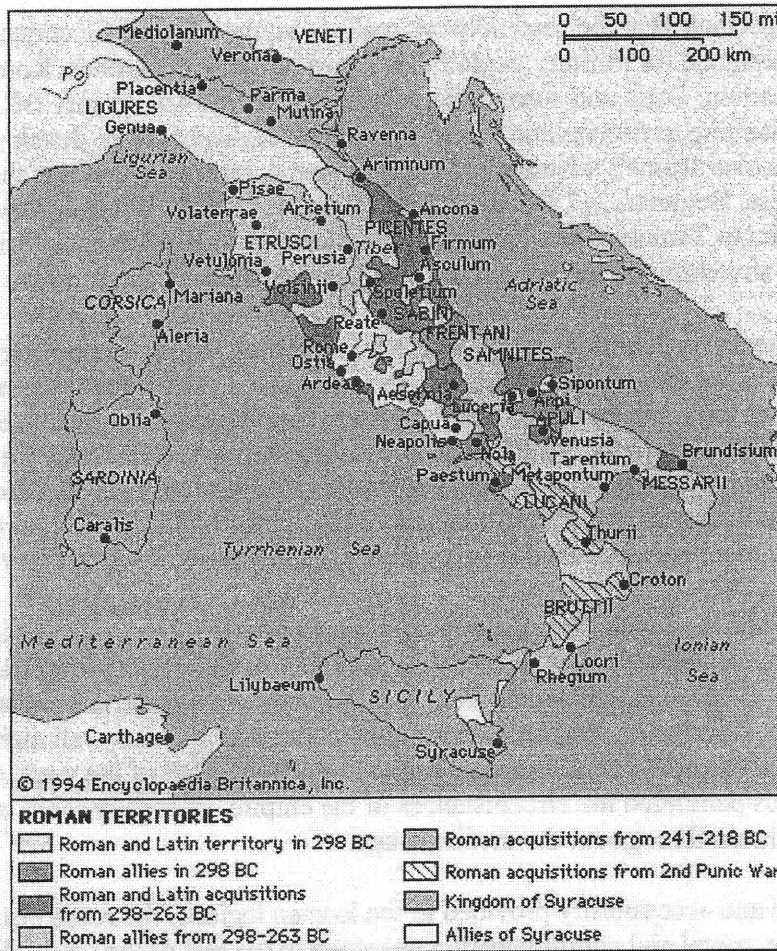 0 50 100 150 mi
0 100 200 km
Mediolanum
VENETI
Verona
Po
Placentia
Parma
LIGURES
Mutina
Genua
Ravenna
Ligurian
Sea
Ariminum
Pisae
Volaterrae
Arretium
Ancona
PICENTES
ETRUSCI
Tiber
Firmum
Perusia
Vetulonia
Asculum
Volsinii
Spoletium
Adriatic
Sea
CORSICA
Mariana
SABINI
Reate
FRENTANI
Aleria
Rome
SAMNITES
Ostia
Ardea
Aesernia
Sipontum
Luceria
Arpi
Oblia
Capua
APULI
Neapolis
Venusia
Nola
Brundisium
Tarentum
SARDINIA
Paestum
Metapontum
MESSARII
LUCANI
Caralis
Thurii
Tyrrhenian Sea
Croton
BRUTTII
Mediterranean Sea
Ionian
Sea
Locri
Rhegium
Lilybaeum
SICILY
Carthage
Syracuse
© 1994 Encyclopaedia Britannica, Inc.
ROMAN TERRITORIES
Roman and Latin territory in 298 BC
Roman allies in 298 BC
Roman and Latin acquisitions
from 298-263 BC
Roman allies from 298-263 BC
Roman acquisitions from 241-218 BC
Roman acquisitions from 2nd Punic War
Kingdom of Syracuse
Allies of Syracuse